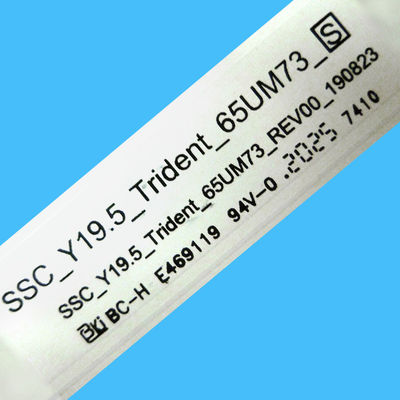 SSC_Y19.5_Trident_65UM73_S
SSC_Y19.5_Trident_65UM73_REV00_190823
BC-H E469119 94V-0 .2025 7410